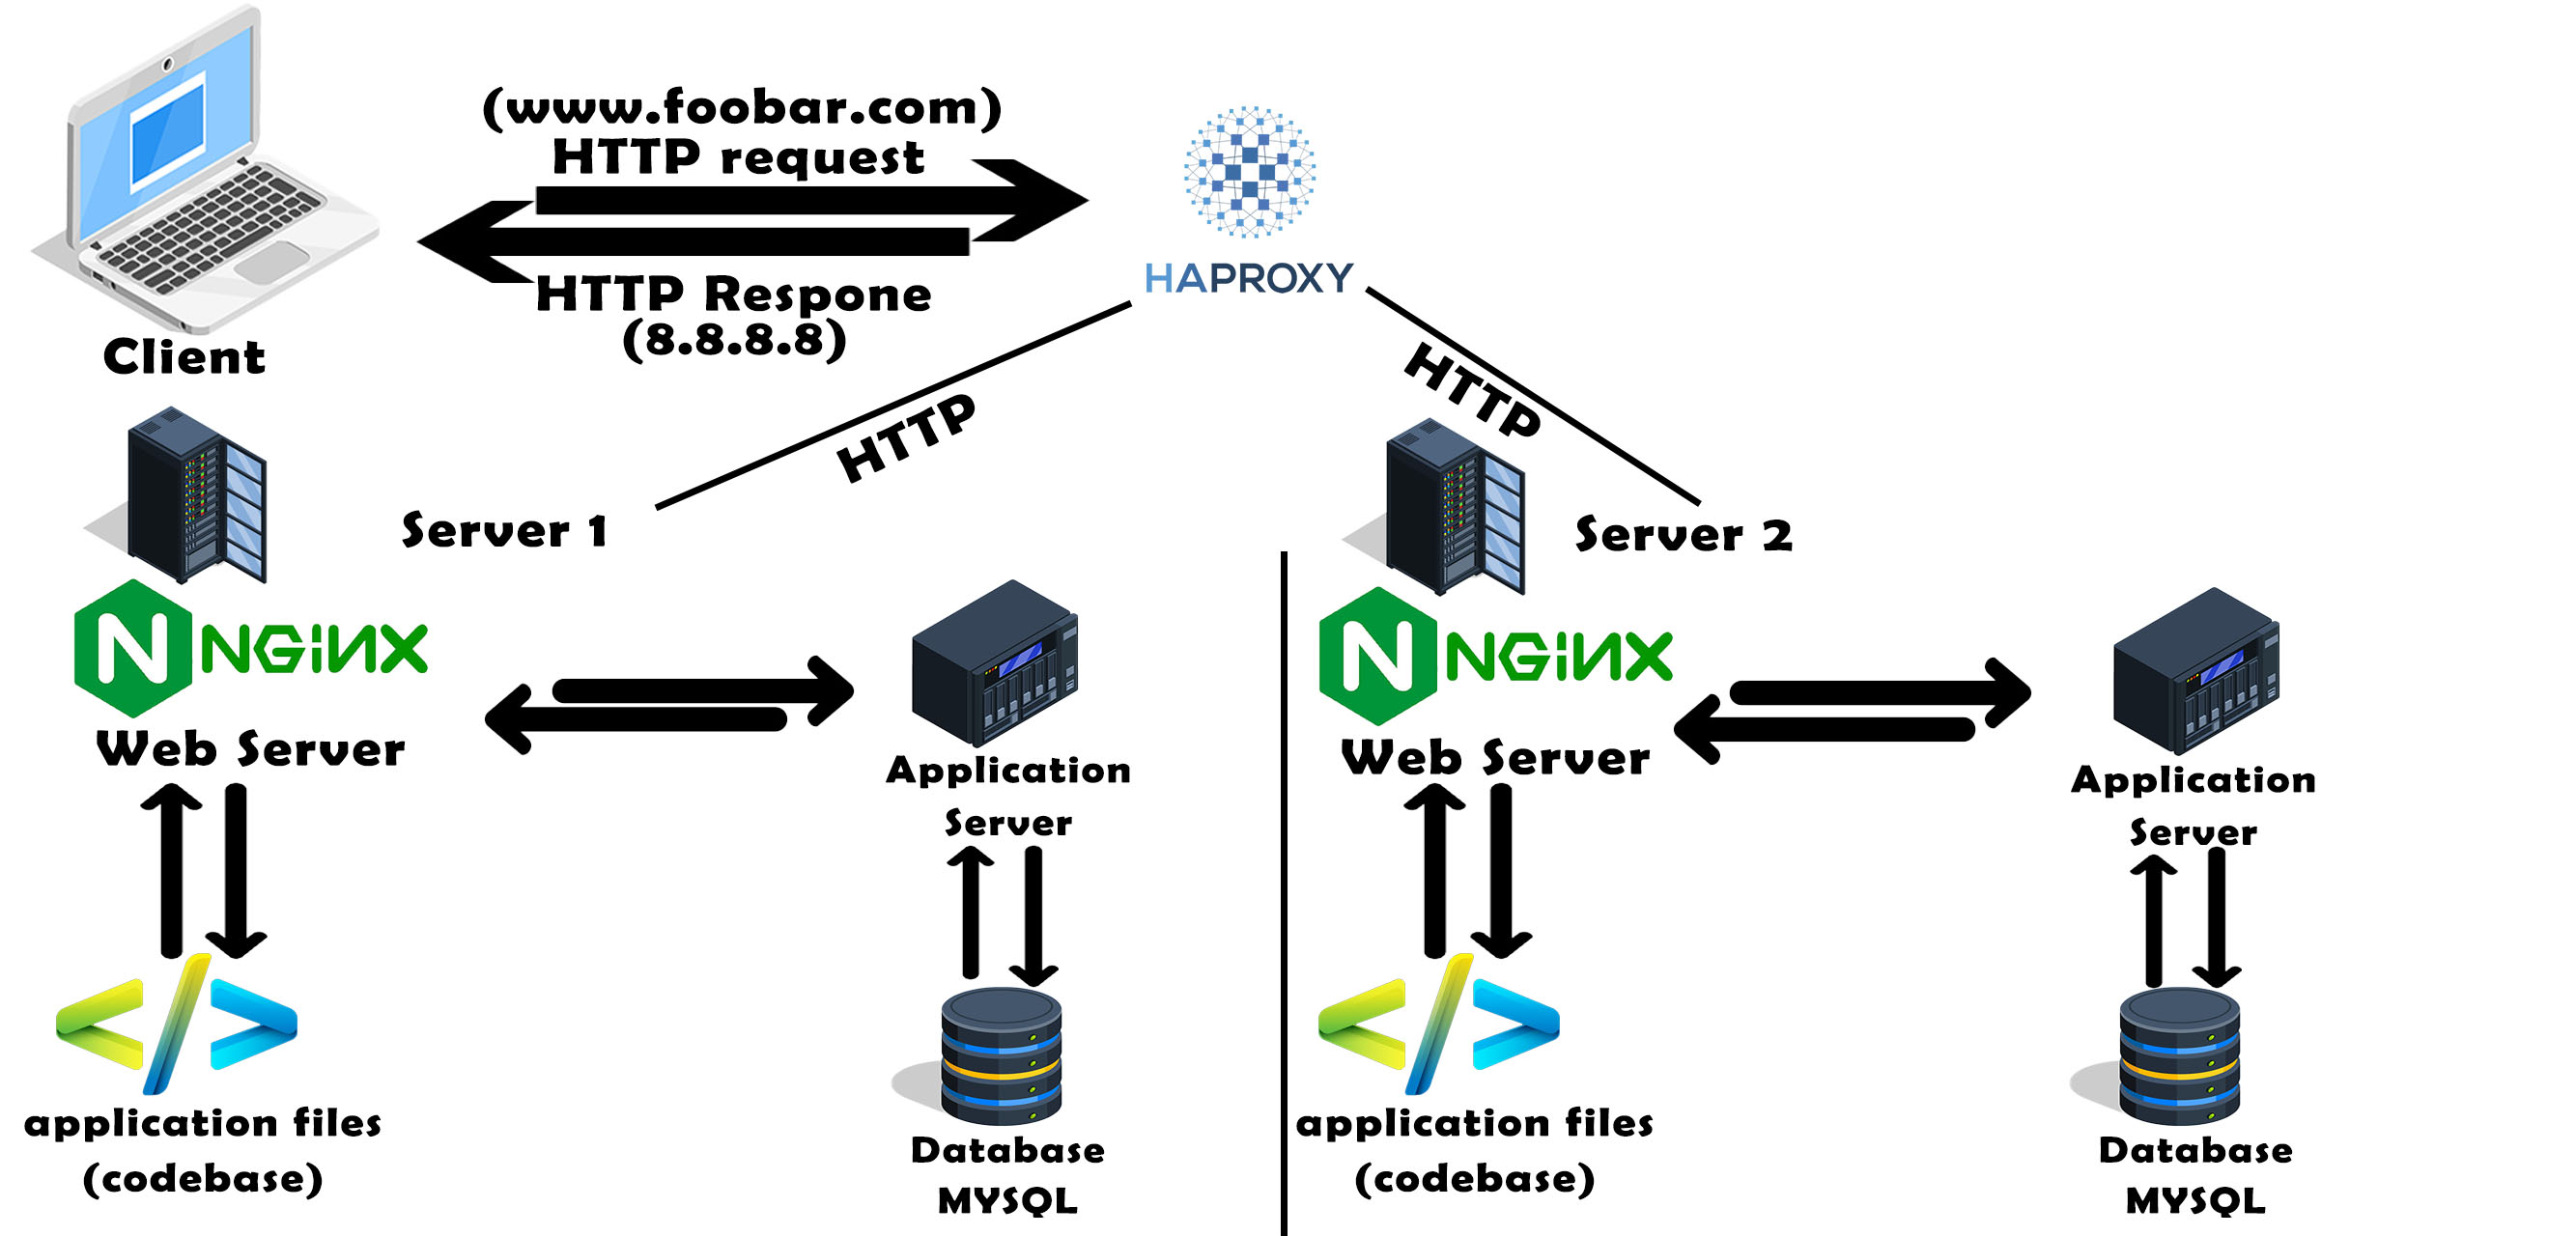 (www.foobar.com)
HTTP request
HTTP Respone
(8.8.8.8)
HAPROXY
Client
HTTP
HTTP
Server 1
N NGINX
Web Server
Application
Server
application files
(codebase)
Database
MYSQL
Server 2
N NGINX
Web Server
Application
Server
application files
(codebase)
Database
MYSQL